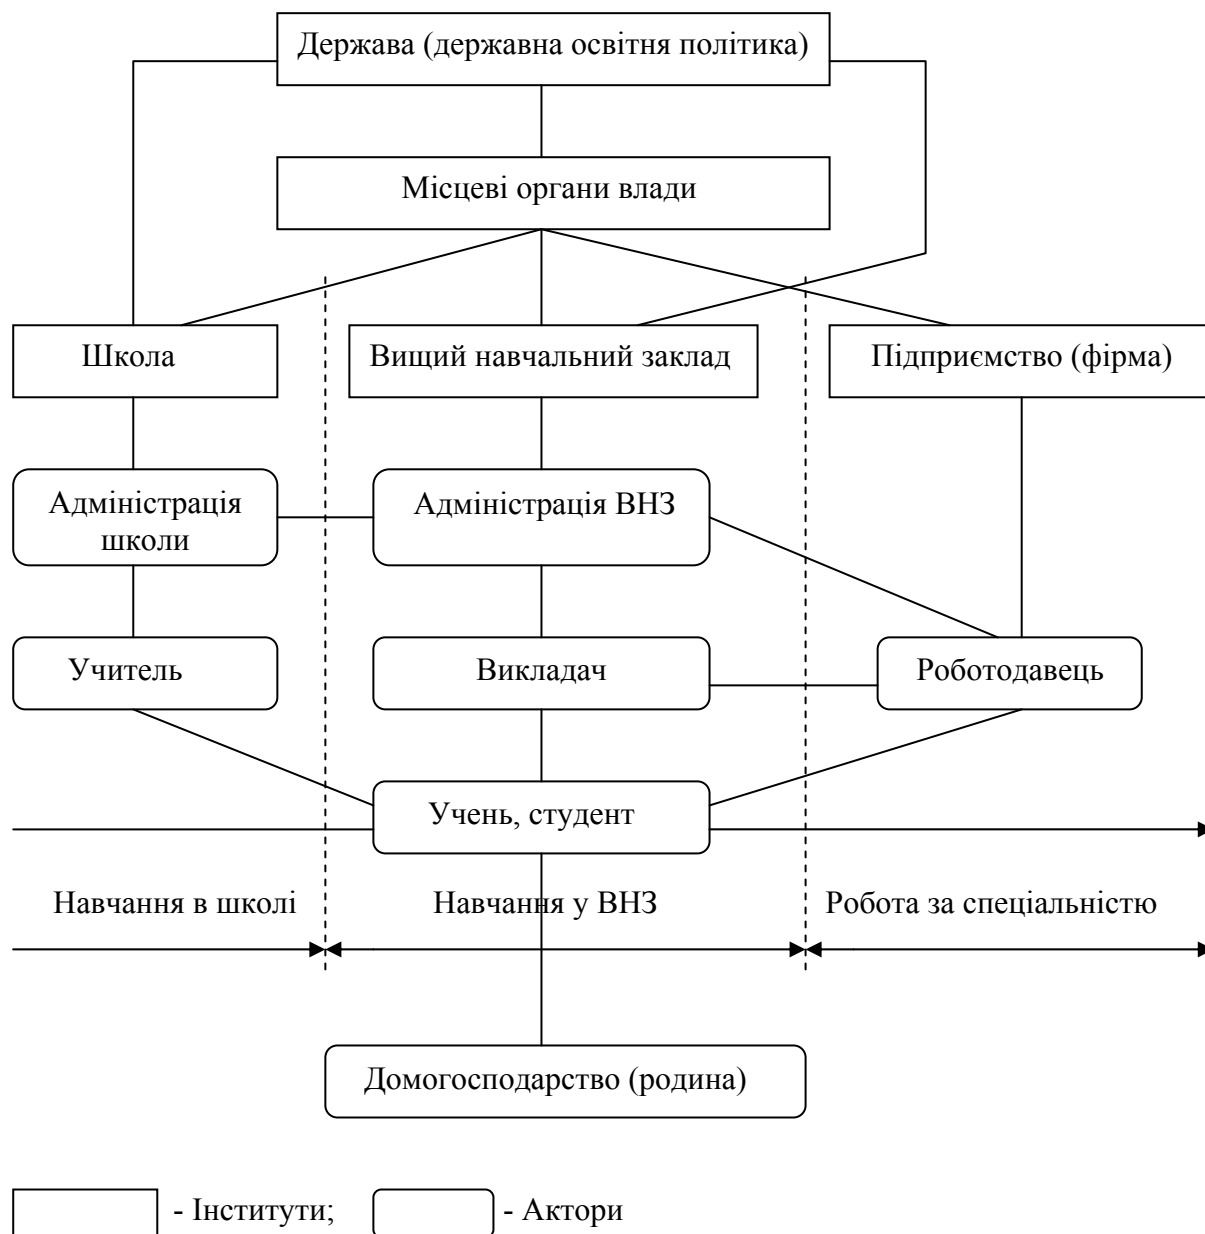 Держава (державна освітня політика)
Місцеві органи влади
Школа
Вищий навчальний заклад
Підприємство (фірма)
Адміністрація
школи
Адміністрація ВНЗ
Учитель
Викладач
Роботодавець
Учень, студент
Навчання в школі
Навчання у ВНЗ
Робота за спеціальністю
Домогосподарство (родина)
- Інститути;
- Актори